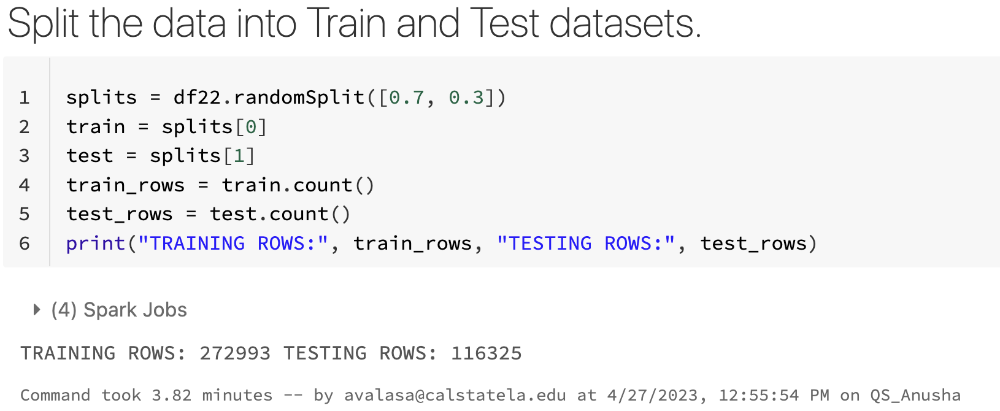 Split the data into Train and Test datasets.
1 splits = df22.randomSplit([0.7, 0.3])
2 train = splits[0]
3 test = splits[1]
4 train_rows = train.count()
5 test_rows = test.count()
6 print("TRAINING ROWS:", train_rows, "TESTING ROWS:", test_rows)
(4) Spark Jobs
TRAINING ROWS: 272993 TESTING ROWS: 116325
Command took 3.82 minutes -- by avalasa@calstatela.edu at 4/27/2023, 12:55:54 PM on QS_Anusha